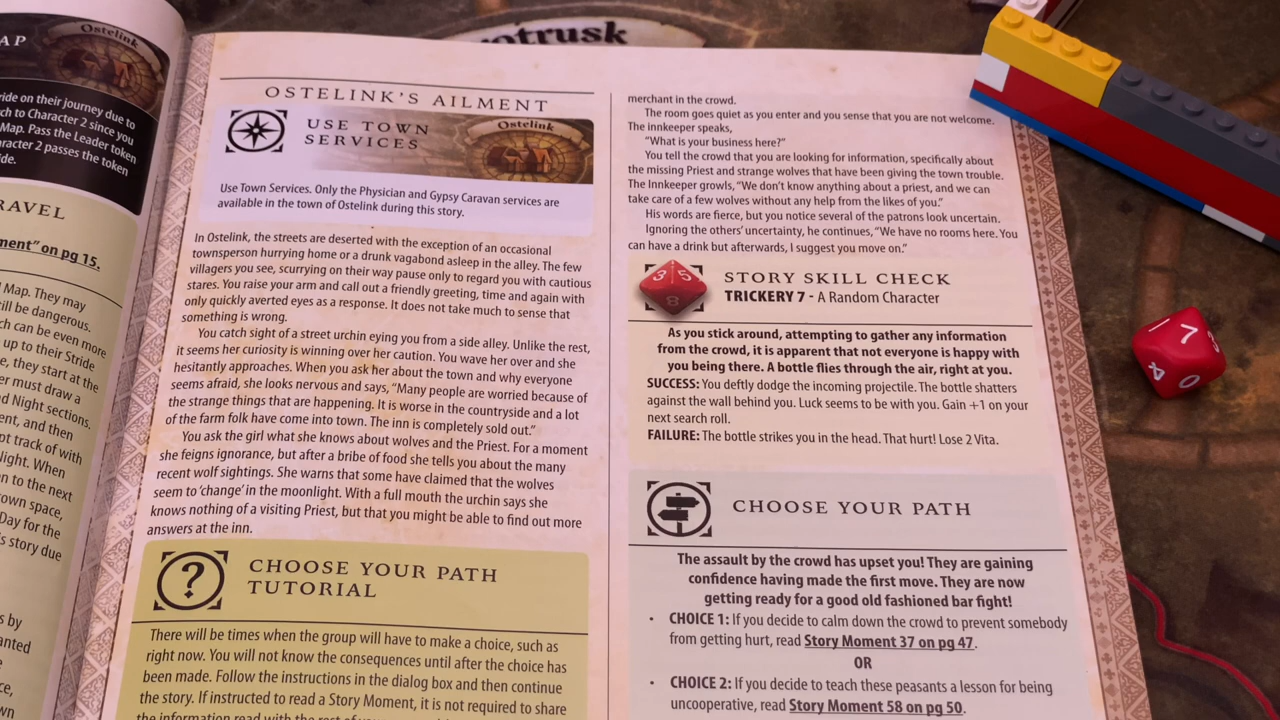 otrusk
AP
Ostelink
ride on their journey due to
ch to Character 2 since you
Map. Pass the Leader token
racter 2 passes the token
de.
RAVEL
ment" on pg 15.
Map. They may
ill be dangerous.
ch can be even more
up to their Stride
e, they start at the
er must draw a
d Night sections.
ent, and then
pt track of with
light. When
n to the next
own space,
Day for the
s story due
s by
anted
e
ce,
wn
OSTELINK'S AILMENT
USE TOWN
SERVICES
Ostelink
Use Town Services. Only the Physician and Gypsy Caravan services are
available in the town of Ostelink during this story.
In Ostelink, the streets are deserted with the exception of an occasional
townsperson hurrying home or a drunk vagabond asleep in the alley. The few
villagers you see, scurrying on their way pause only to regard you with cautious
stares. You raise your arm and call out a friendly greeting, time and again with
only quickly averted eyes as a response. It does not take much to sense that
something is wrong.
You catch sight of a street urchin eying you from a side alley. Unlike the rest,
it seems her curiosity is winning over her caution. You wave her over and she
hesitantly approaches. When you ask her about the town and why everyone
seems afraid, she looks nervous and says, "Many people are worried because of
the strange things that are happening. It is worse in the countryside and a lot
of the farm folk have come into town. The inn is completely sold out."
You ask the girl what she knows about wolves and the Priest. For a moment
she feigns ignorance, but after a bribe of food she tells you about the many
recent wolf sightings. She warns that some have claimed that the wolves
seem to 'change' in the moonlight. With a full mouth the urchin says she
knows nothing of a visiting Priest, but that you might be able to find out more
answers at the inn.
?
CHOOSE YOUR PATH
TUTORIAL
There will be times when the group will have to make a choice, such as
right now. You will not know the consequences until after the choice has
been made. Follow the instructions in the dialog box and then continue
the story. If instructed to read a Story Moment, it is not required to share
the information read with the rest of
merchant in the crowd.
The room goes quiet as you enter and you sense that you are not welcome.
The innkeeper speaks,
"What is your business here?"
You tell the crowd that you are looking for information, specifically about
the missing Priest and strange wolves that have been giving the town trouble.
The Innkeeper growls, "We don't know anything about a priest, and we can
take care of a few wolves without any help from the likes of you."
His words are fierce, but you notice several of the patrons look uncertain.
Ignoring the others' uncertainty, he continues, "We have no rooms here. You
can have a drink but afterwards, I suggest you move on."
3 5
8
STORY SKILL CHECK
TRICKERY 7 - A Random Character
As you stick around, attempting to gather any information
from the crowd, it is apparent that not everyone is happy with
you being there. A bottle flies through the air, right at you.
SUCCESS: You deftly dodge the incoming projectile. The bottle shatters
against the wall behind you. Luck seems to be with you. Gain +1 on your
next search roll.
FAILURE: The bottle strikes you in the head. That hurt! Lose 2 Vita.
CHOOSE YOUR PATH
The assault by the crowd has upset you! They are gaining
confidence having made the first move. They are now
getting ready for a good old fashioned bar fight!
• CHOICE 1: If you decide to calm down the crowd to prevent somebody
from getting hurt, read Story Moment 37 on pg 47.
OR
• CHOICE 2: If you decide to teach these peasants a lesson for being
uncooperative, read Story Moment 58 on pg 50.
1 7
4 0